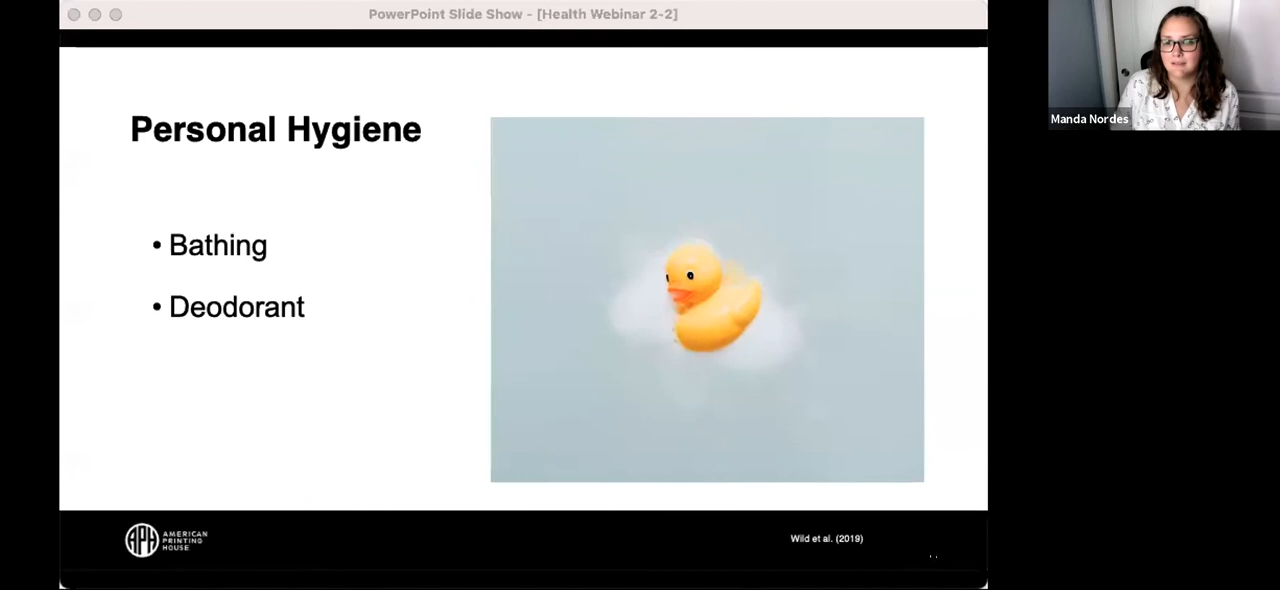 PowerPoint Slide Show - [Health Webinar 2-2]
Manda Nordes
Personal Hygiene
• Bathing
• Deodorant
APH
AMERICAN
PRINTING
HOUSE
Wild et al. (2019)